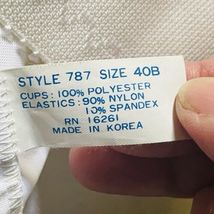 STYLE 787 SIZE 40B
CUPS: 100% POLYESTER
ELASTICS: 90% NYLON
10% SPANDEX
RN 16261
MADE IN KOREA